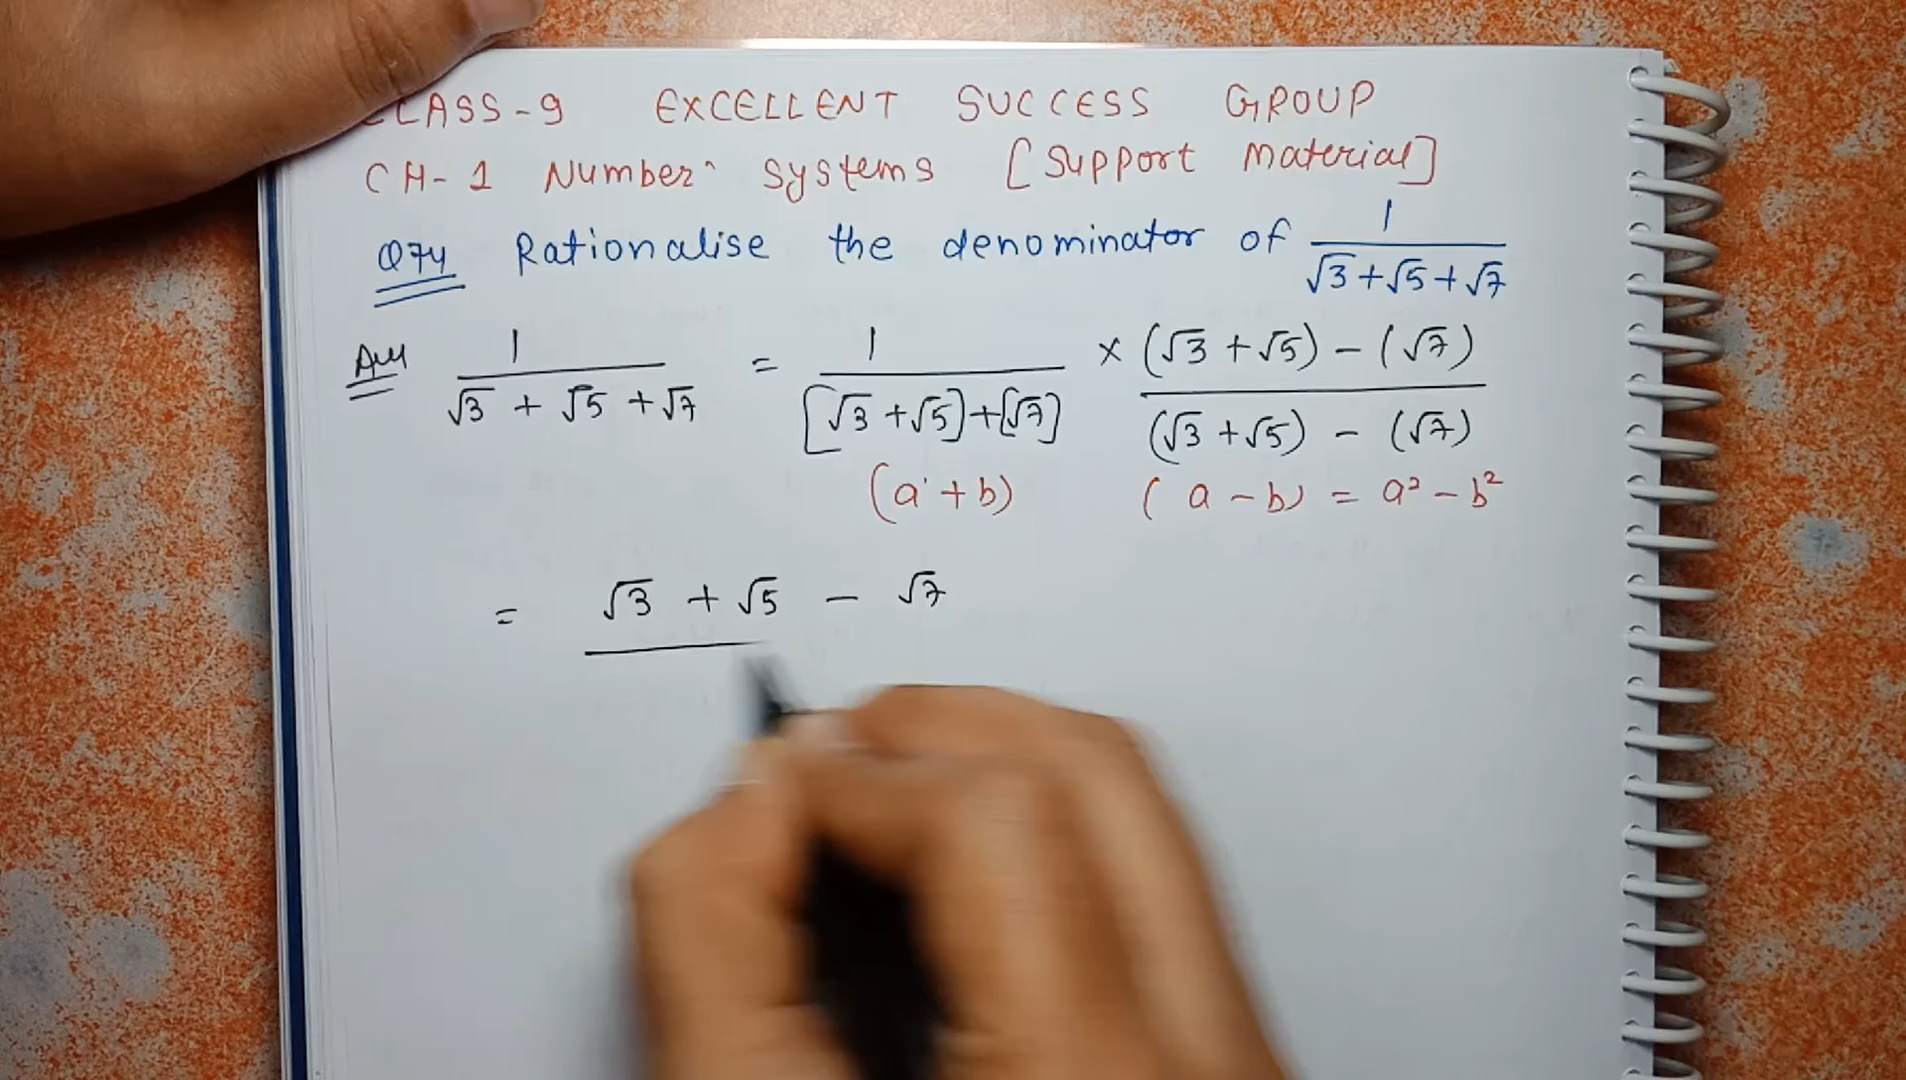 CLASS-9 EXCELLENT SUCCESS GROUP
CH-1 Number Systems [Support Material]
Q74 Rationalise the denominator of 1/(√3+√5+√7)
Ans 1/(√3 + √5 + √7) = 1/([√3+√5]+[√7]) × ((√3+√5) - (√7))/((√3+√5) - (√7))
(a + b) (a - b) = a² - b²
= √3 + √5 - √7